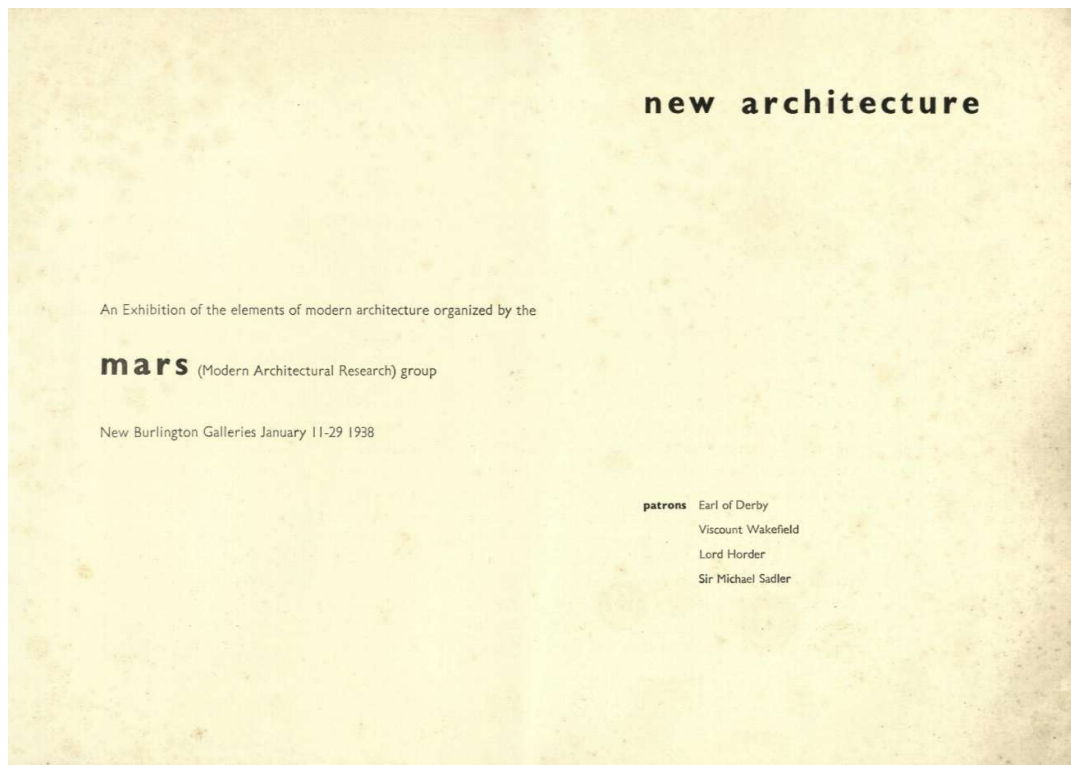 An Exhibition of the elements of modern architecture organized by the
mars (Modern Architectural Research) group
New Burlington Galleries January 11-29 1938
new architecture
patrons Earl of Derby
Viscount Wakefield
Lord Horder
Sir Michael Sadler